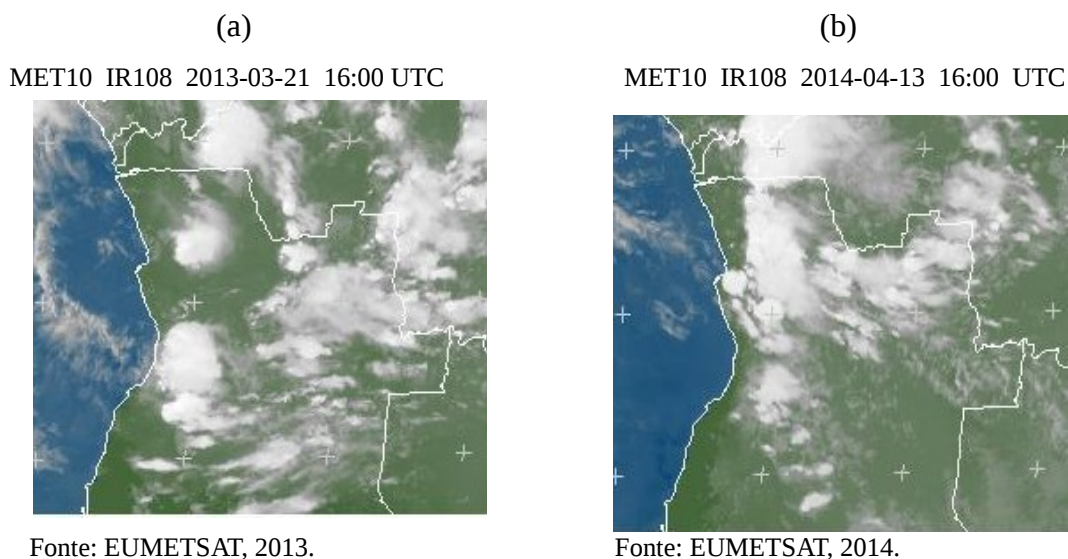 (a)
(b)
MET10 IR108 2013-03-21 16:00 UTC
MET10 IR108 2014-04-13 16:00 UTC
Fonte: EUMETSAT, 2013.
Fonte: EUMETSAT, 2014.